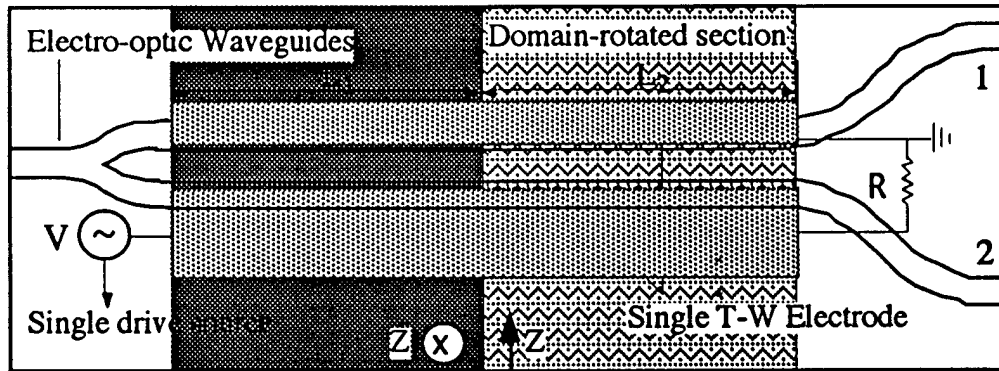 Electro-optic Waveguides
Domain-rotated section
L2
1
R
V
~
2
Single drive
Single T-W Electrode
Z
X
Z